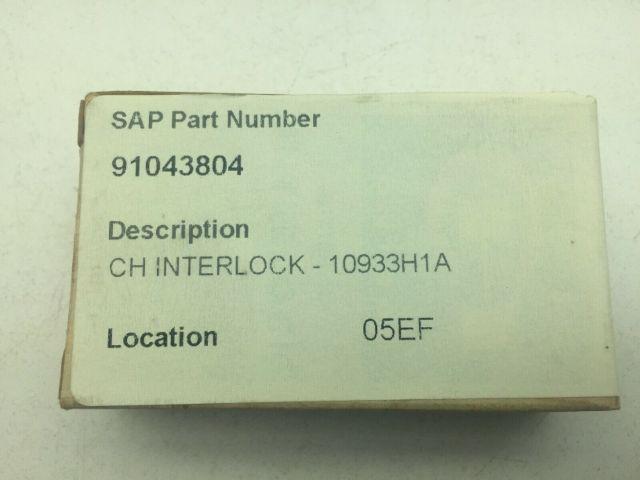 SAP Part Number
91043804
Description
CH INTERLOCK - 10933H1A
Location 05EF